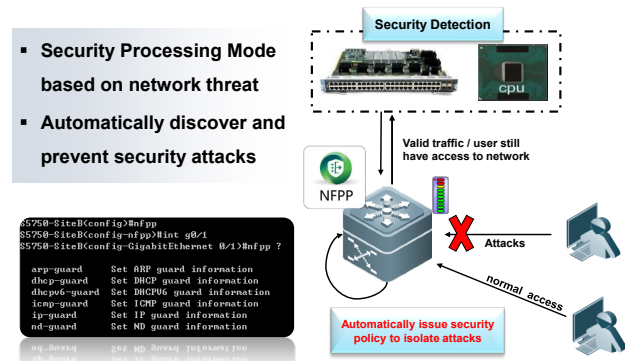 Security Detection
▪ Security Processing Mode
based on network threat
▪ Automatically discover and
prevent security attacks
cpu
Valid traffic / user still
have access to network
NFPP
Attacks
normal access
Automatically issue security
policy to isolate attacks
S5750-SiteB(config)#nfpp
S5750-SiteB(config-nfpp)#int g0/1
S5750-SiteB(config-GigabitEthernet 0/1)#nfpp ?
arp-guard Set ARP guard information
dhcp-guard Set DHCP guard information
dhcpv6-guard Set DHCPV6 guard information
icmp-guard Set ICMP guard information
ip-guard Set IP guard information
nd-guard Set ND guard information